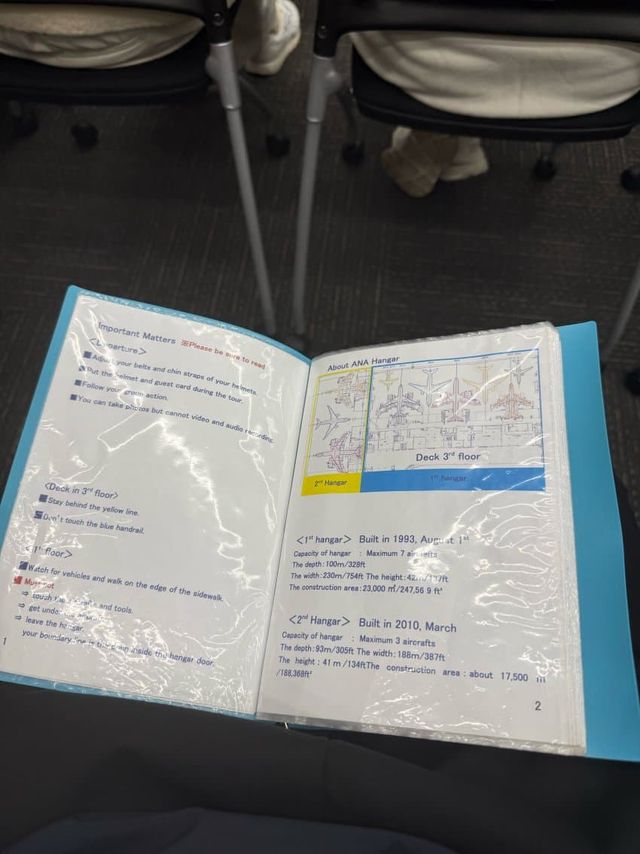 Important Matters ※Please be sure to read
<Departure>
■Adjust your belts and chin straps of your helmets.
■Put the helmet and guest card during the tour.
■Follow your group action.
■You can take photos but cannot video and audio recording.
<Deck in 3rd floor>
■Stay behind the yellow line.
■Don't touch the blue handrail.
<1st floor>
■Watch for vehicles and walk on the edge of the sidewalk.
■Must not
⇒ touch the and tools.
⇒ get under
⇒ leave the hangar.
your boundary line is the drain inside the hangar door.
1
About ANA Hangar
Deck 3rd floor
2nd Hangar
1st hangar
<1st hangar> Built in 1993, August 1st
Capacity of hangar : Maximum 7 aircrafts
The depth:100m/328ft
The width:230m/754ft The height:42m/137ft
The construction area:23,000 ㎡/247,56 9 ft²
<2nd Hangar> Built in 2010, March
Capacity of hangar : Maximum 3 aircrafts
The depth:93m/305ft The width:188m/387ft
The height : 41 m /134ftThe construction area : about 17,500 ㎡
/188,368ft²
2